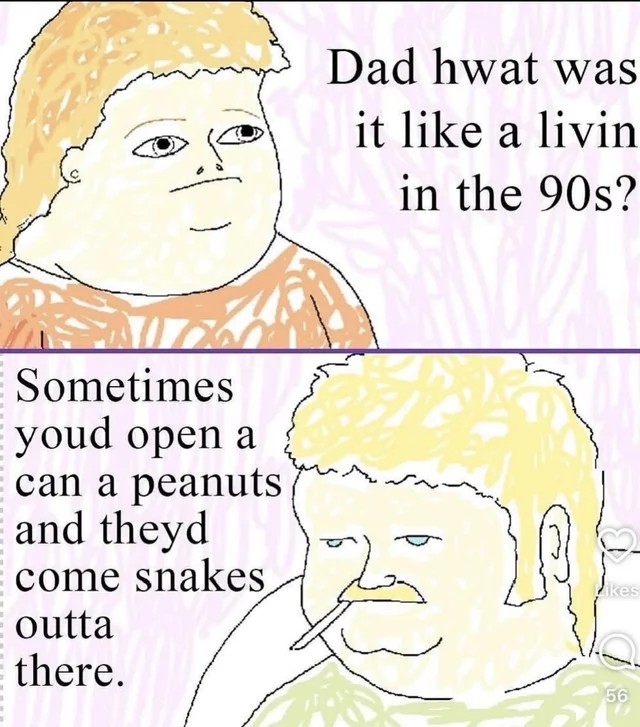 Dad hwat was
it like a livin
in the 90s?
Sometimes
youd open a
can a peanuts
and theyd
come snakes
outta
there.
Likes
56